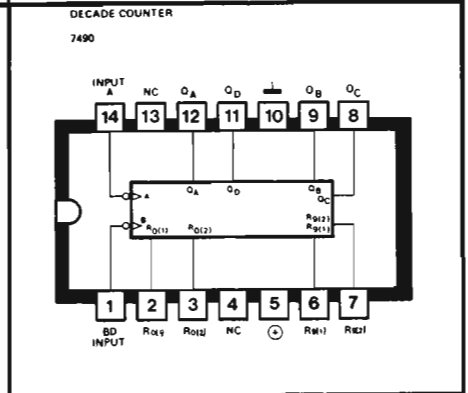 DECADE COUNTER
7490
INPUT
A NC QA QD QB QC
14 13 12 11 10 9 8
A QA QD QB
QC
B R0(1) R0(2) R9(2)
R9(1)
1 2 3 4 5 6 7
BD
INPUT R0(1) R0(2) NC + R9(1) R9(2)